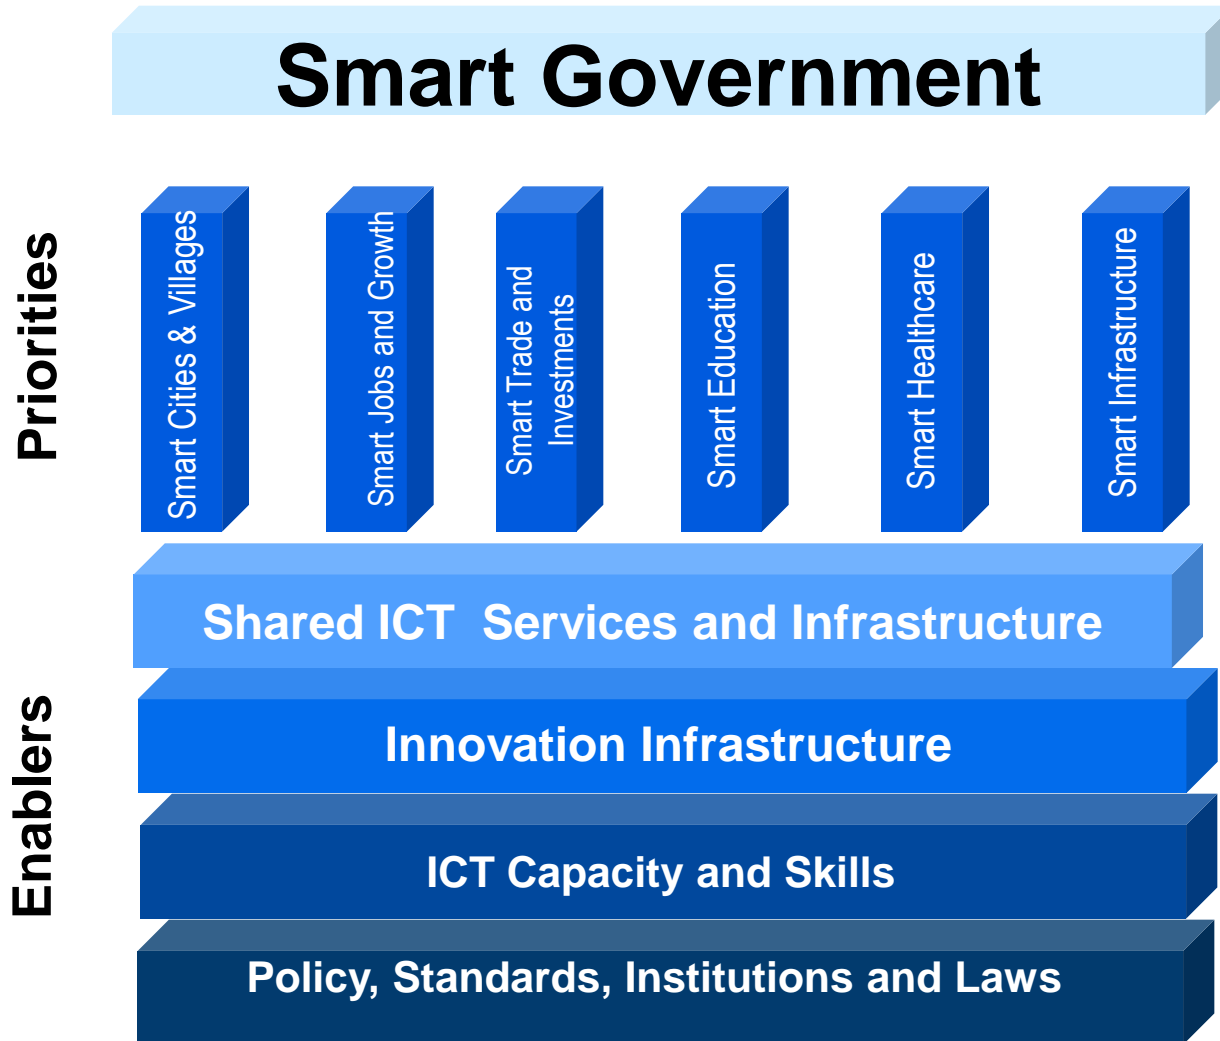 Smart Government
Priorities
Smart Cities & Villages
Smart Jobs and Growth
Smart Trade and
Investments
Smart Education
Smart Healthcare
Smart Infrastructure
Enablers
Shared ICT  Services and Infrastructure
Innovation Infrastructure
ICT Capacity and Skills
Policy, Standards, Institutions and Laws